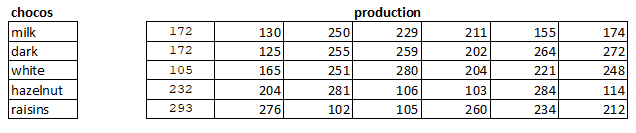 chocos production
milk 172 130 250 229 211 155 174
dark 172 125 255 259 202 264 272
white 105 165 251 280 204 221 248
hazelnut 232 204 281 106 103 284 114
raisins 293 276 102 105 260 234 212